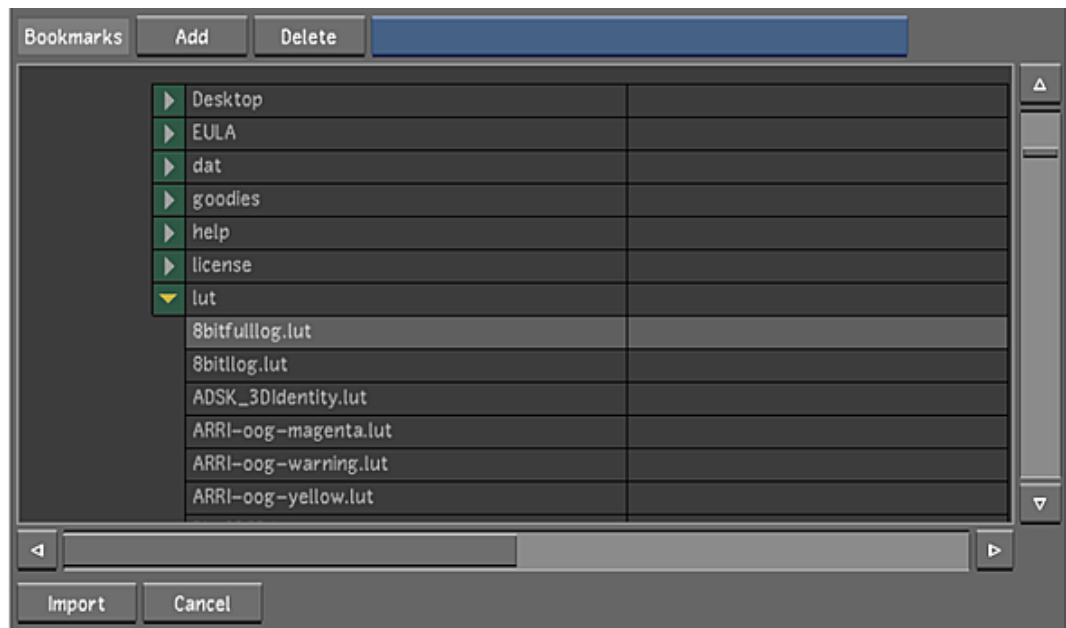 Bookmarks Add Delete
Desktop
EULA
dat
goodies
help
license
lut
8bitfulllog.lut
8bitllog.lut
ADSK_3DIdentity.lut
ARRI-oog-magenta.lut
ARRI-oog-warning.lut
ARRI-oog-yellow.lut
Import Cancel